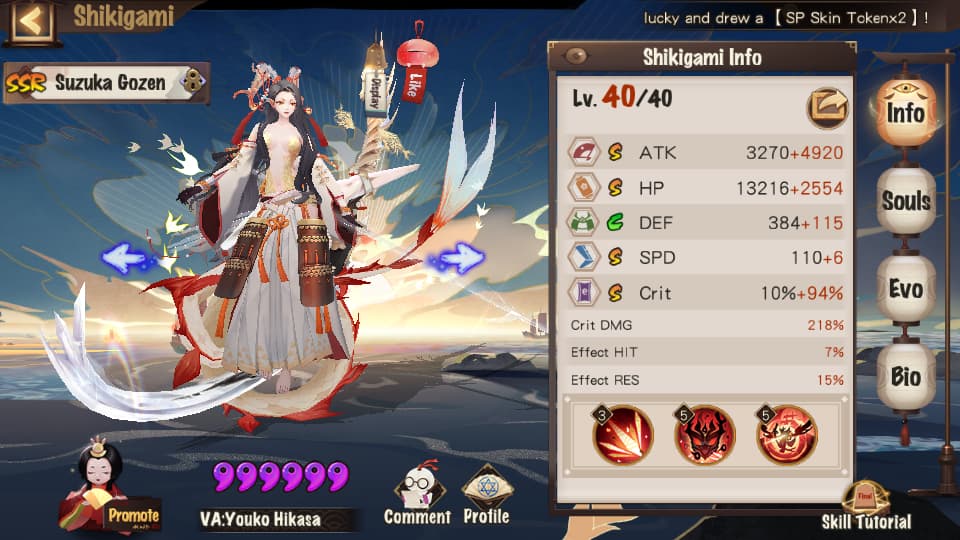 Shikigami
lucky and drew a 【 SP Skin Tokenx2 】!
SSR Suzuka Gozen
Display
Like
Shikigami Info
Lv. 40/40
S ATK 3270+4920
S HP 13216+2554
C DEF 384+115
S SPD 110+6
S Crit 10%+94%
Crit DMG 218%
Effect HIT 7%
Effect RES 15%
3 5 5
Info
Souls
Evo
Bio
Promote
VA:Youko Hikasa
Comment
Profile
Final
Skill Tutorial